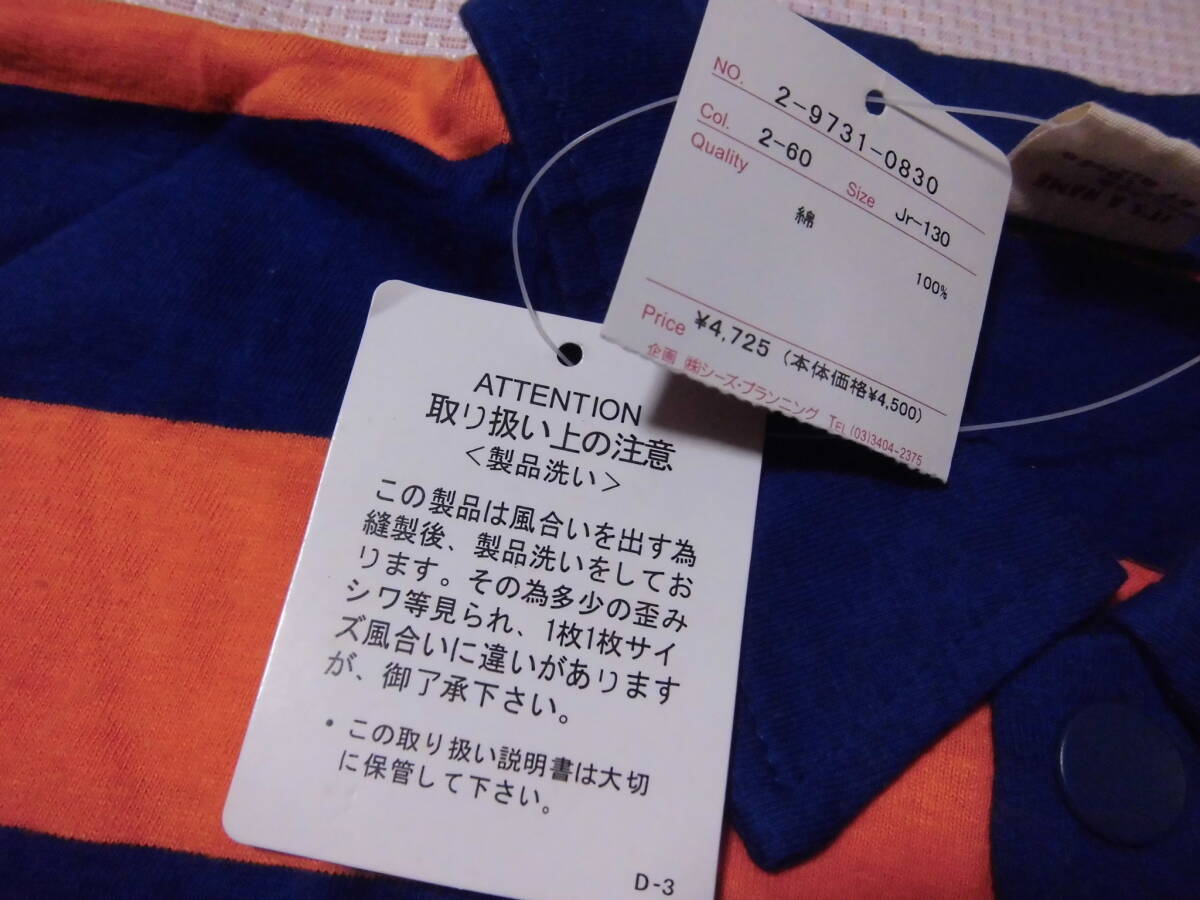 NO. 2-9731-0830
Col. 2-60 Size Jr-130
Quality
綿
100%
Price ¥4,725 (本体価格¥4,500)
企画 ㈱シーズ・プランニング TEL (03)3404-2375
ATTENTION
取り扱い上の注意
<製品洗い>
この製品は風合いを出す為
縫製後、製品洗いをしてお
ります。その為多少の歪み
シワ等見られ、1枚1枚サイ
ズ風合いに違いがあります
が、御了承下さい。
• この取り扱い説明書は大切
に保管して下さい。
D-3